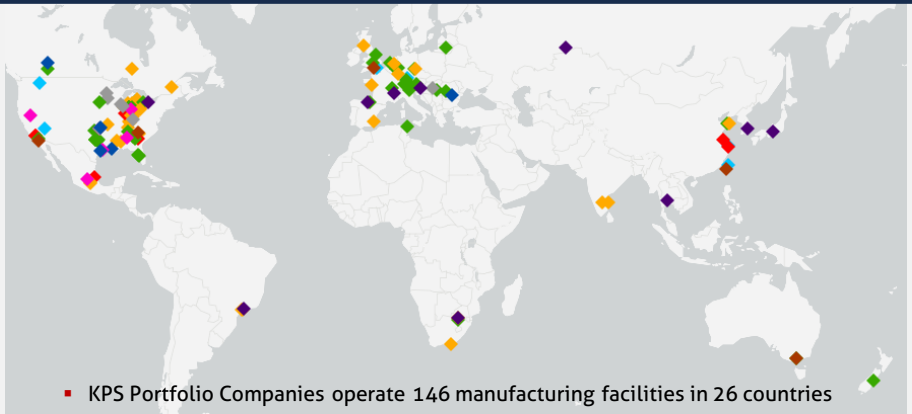 ▪ KPS Portfolio Companies operate 146 manufacturing facilities in 26 countries